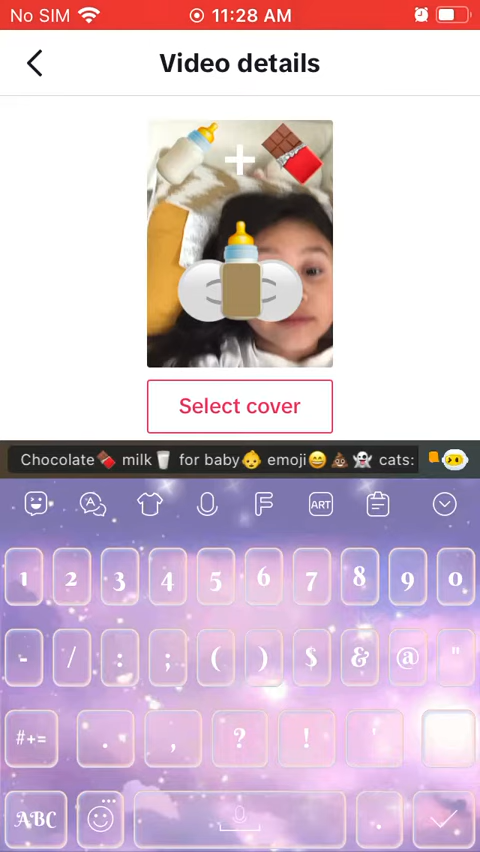 No SIM 11:28 AM
Video details
+
Select cover
Chocolate🍫 milk🥛 for baby👶 emoji😄💩👻 cats:
A F ART
1 2 3 4 5 6 7 8 9 0
- / : ; ( ) $ & @ "
#+= . , ? ! '
ABC .